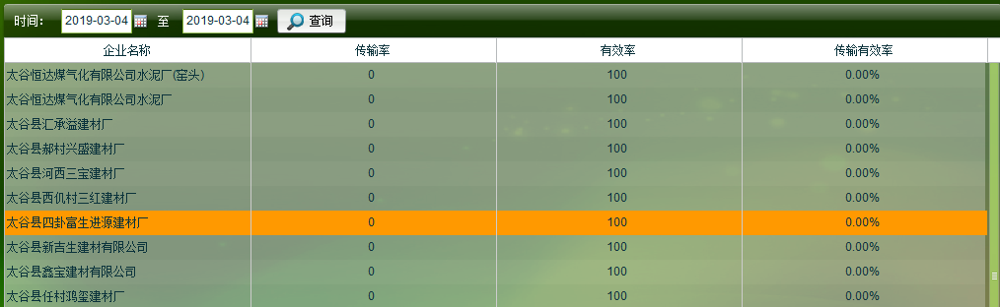 时间： 2019-03-04 至 2019-03-04 查询
企业名称 传输率 有效率 传输有效率
太谷恒达煤气化有限公司水泥厂(窑头) 0 100 0.00%
太谷恒达煤气化有限公司水泥厂 0 100 0.00%
太谷县汇承溢建材厂 0 100 0.00%
太谷县郝村兴盛建材厂 0 100 0.00%
太谷县河西三宝建材厂 0 100 0.00%
太谷县西仉村三红建材厂 0 100 0.00%
太谷县四卦富生进源建材厂 0 100 0.00%
太谷县新吉生建材有限公司 0 100 0.00%
太谷县鑫宝建材有限公司 0 100 0.00%
太谷县任村鸿玺建材厂 0 100 0.00%